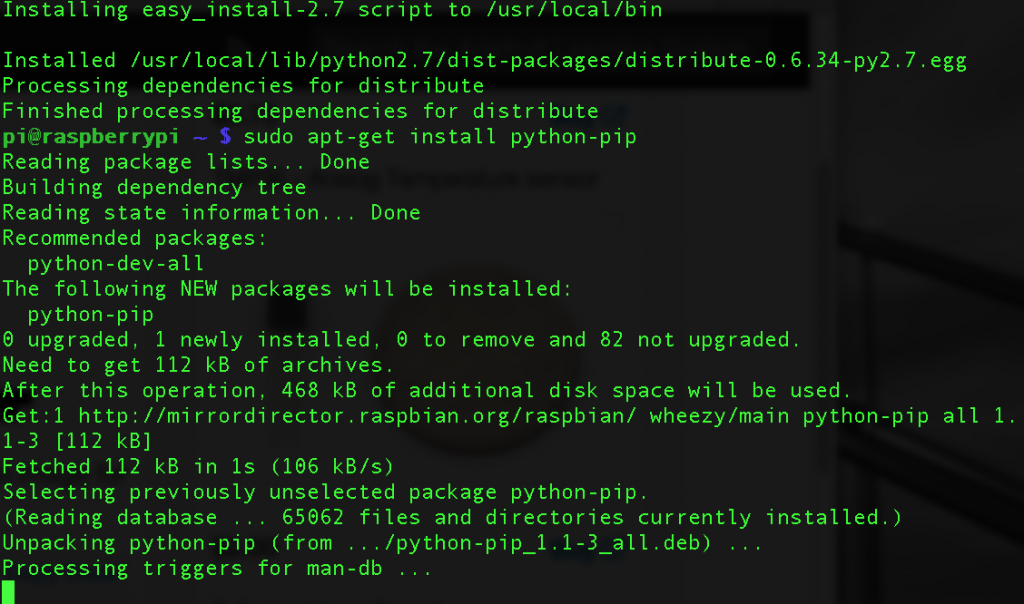 Installing easy_install-2.7 script to /usr/local/bin
Installed /usr/local/lib/python2.7/dist-packages/distribute-0.6.34-py2.7.egg
Processing dependencies for distribute
Finished processing dependencies for distribute
pi@raspberrypi ~ $ sudo apt-get install python-pip
Reading package lists... Done
Building dependency tree
Reading state information... Done
Recommended packages:
  python-dev-all
The following NEW packages will be installed:
  python-pip
0 upgraded, 1 newly installed, 0 to remove and 82 not upgraded.
Need to get 112 kB of archives.
After this operation, 468 kB of additional disk space will be used.
Get:1 http://mirrordirector.raspbian.org/raspbian/ wheezy/main python-pip all 1.
1-3 [112 kB]
Fetched 112 kB in 1s (106 kB/s)
Selecting previously unselected package python-pip.
(Reading database ... 65062 files and directories currently installed.)
Unpacking python-pip (from .../python-pip_1.1-3_all.deb) ...
Processing triggers for man-db ...